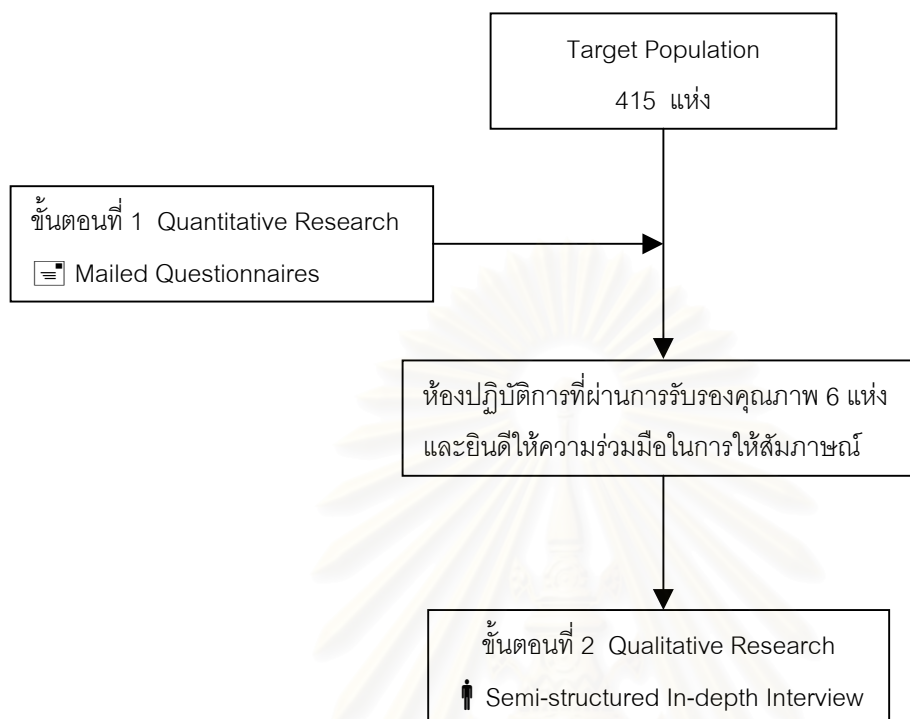 Target Population
415 แห่ง
ขั้นตอนที่ 1 Quantitative Research
Mailed Questionnaires
ห้องปฏิบัติการที่ผ่านการรับรองคุณภาพ 6 แห่ง
และยินดีให้ความร่วมมือในการให้สัมภาษณ์
ขั้นตอนที่ 2 Qualitative Research
Semi-structured In-depth Interview